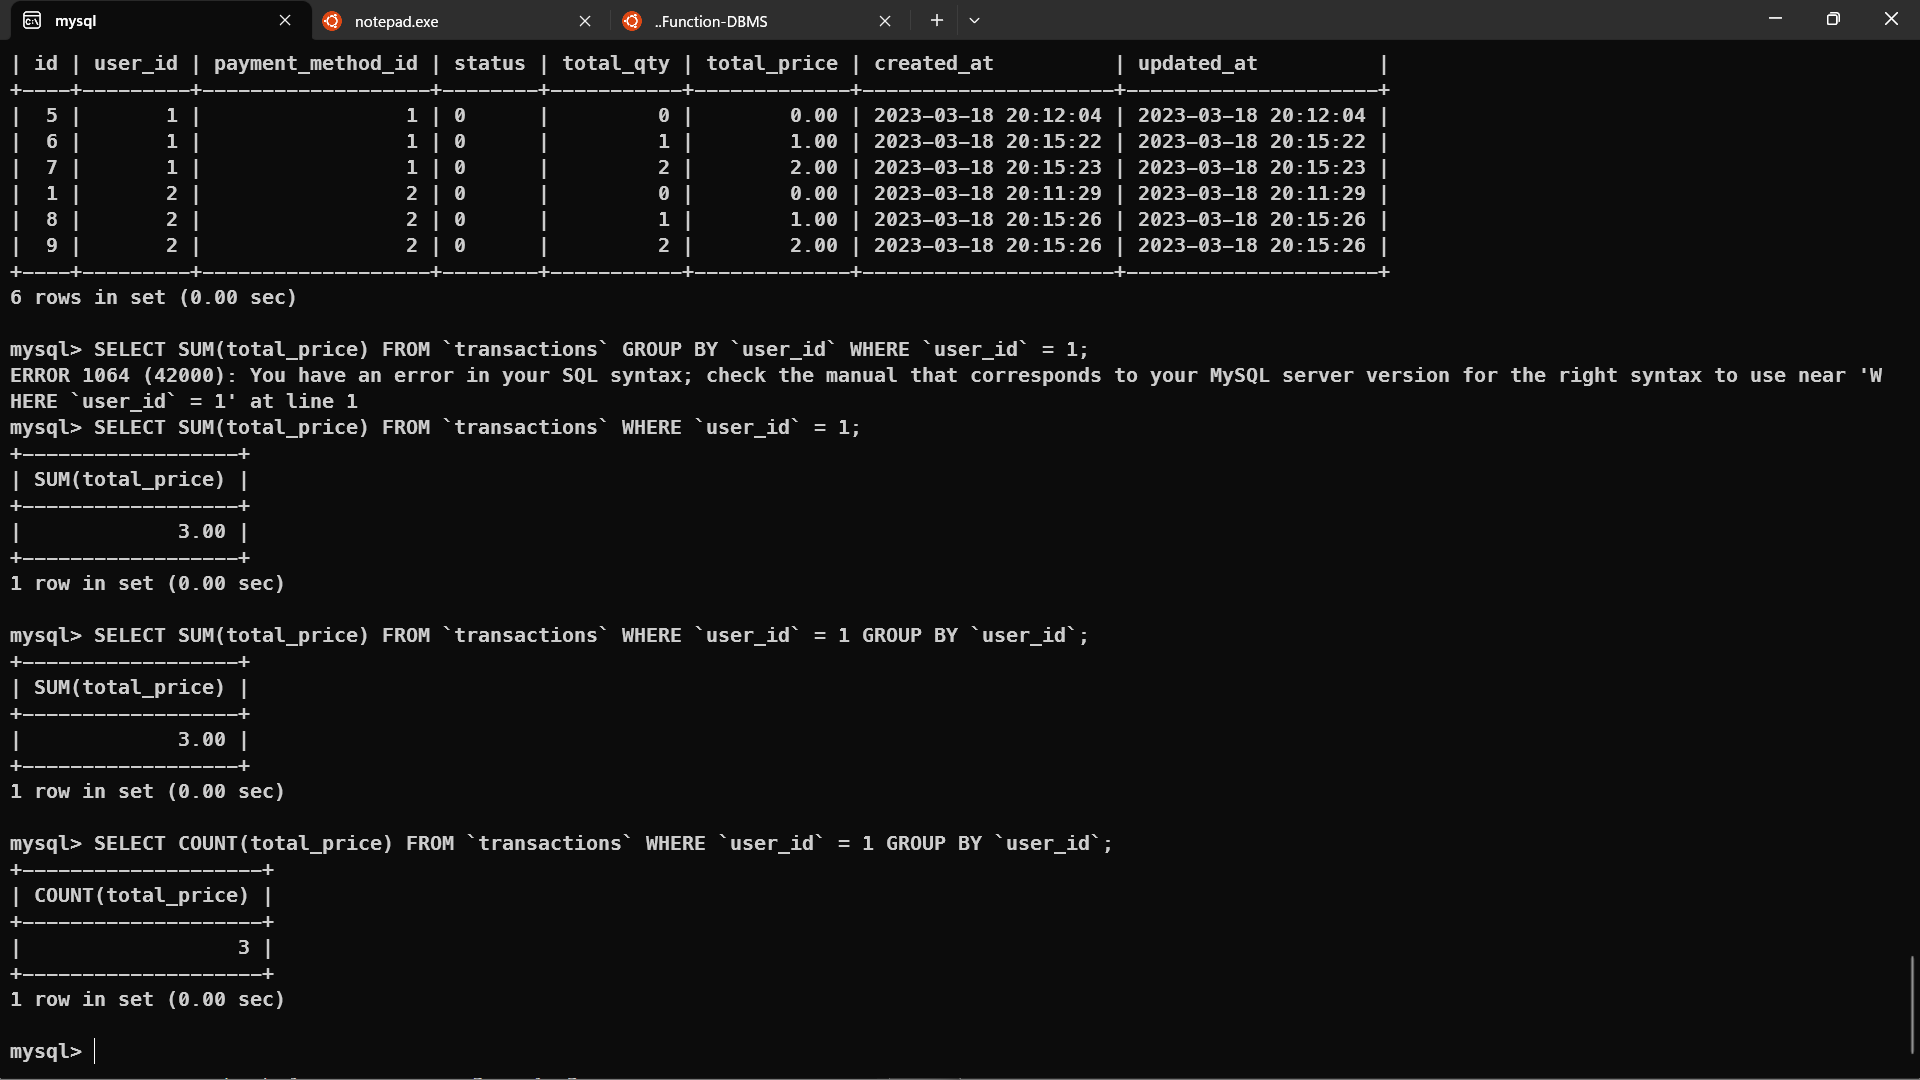 mysql
notepad.exe
..Function-DBMS
| id | user_id | payment_method_id | status | total_qty | total_price | created_at          | updated_at          |
+----+---------+-------------------+--------+-----------+-------------+---------------------+---------------------+
|  5 |       1 |                 1 | 0      |         0 |        0.00 | 2023-03-18 20:12:04 | 2023-03-18 20:12:04 |
|  6 |       1 |                 1 | 0      |         1 |        1.00 | 2023-03-18 20:15:22 | 2023-03-18 20:15:22 |
|  7 |       1 |                 1 | 0      |         2 |        2.00 | 2023-03-18 20:15:23 | 2023-03-18 20:15:23 |
|  1 |       2 |                 2 | 0      |         0 |        0.00 | 2023-03-18 20:11:29 | 2023-03-18 20:11:29 |
|  8 |       2 |                 2 | 0      |         1 |        1.00 | 2023-03-18 20:15:26 | 2023-03-18 20:15:26 |
|  9 |       2 |                 2 | 0      |         2 |        2.00 | 2023-03-18 20:15:26 | 2023-03-18 20:15:26 |
+----+---------+-------------------+--------+-----------+-------------+---------------------+---------------------+
6 rows in set (0.00 sec)
mysql> SELECT SUM(total_price) FROM `transactions` GROUP BY `user_id` WHERE `user_id` = 1;
ERROR 1064 (42000): You have an error in your SQL syntax; check the manual that corresponds to your MySQL server version for the right syntax to use near 'W
HERE `user_id` = 1' at line 1
mysql> SELECT SUM(total_price) FROM `transactions` WHERE `user_id` = 1;
+------------------+
| SUM(total_price) |
+------------------+
|             3.00 |
+------------------+
1 row in set (0.00 sec)
mysql> SELECT SUM(total_price) FROM `transactions` WHERE `user_id` = 1 GROUP BY `user_id`;
+------------------+
| SUM(total_price) |
+------------------+
|             3.00 |
+------------------+
1 row in set (0.00 sec)
mysql> SELECT COUNT(total_price) FROM `transactions` WHERE `user_id` = 1 GROUP BY `user_id`;
+--------------------+
| COUNT(total_price) |
+--------------------+
|                  3 |
+--------------------+
1 row in set (0.00 sec)
mysql>